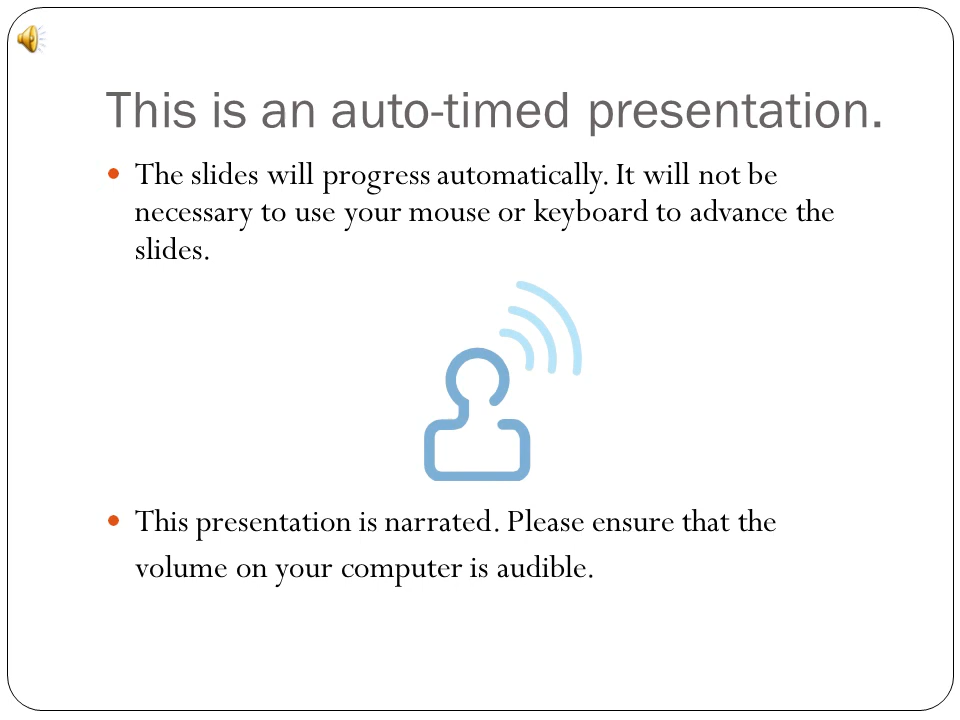 This is an auto-timed presentation.
The slides will progress automatically. It will not be
necessary to use your mouse or keyboard to advance the
slides.
This presentation is narrated. Please ensure that the
volume on your computer is audible.